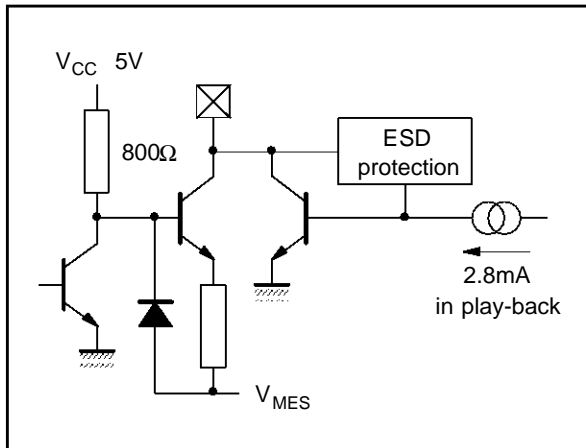 VCC 5V
800Ω
ESD
protection
2.8mA
in play-back
VMES